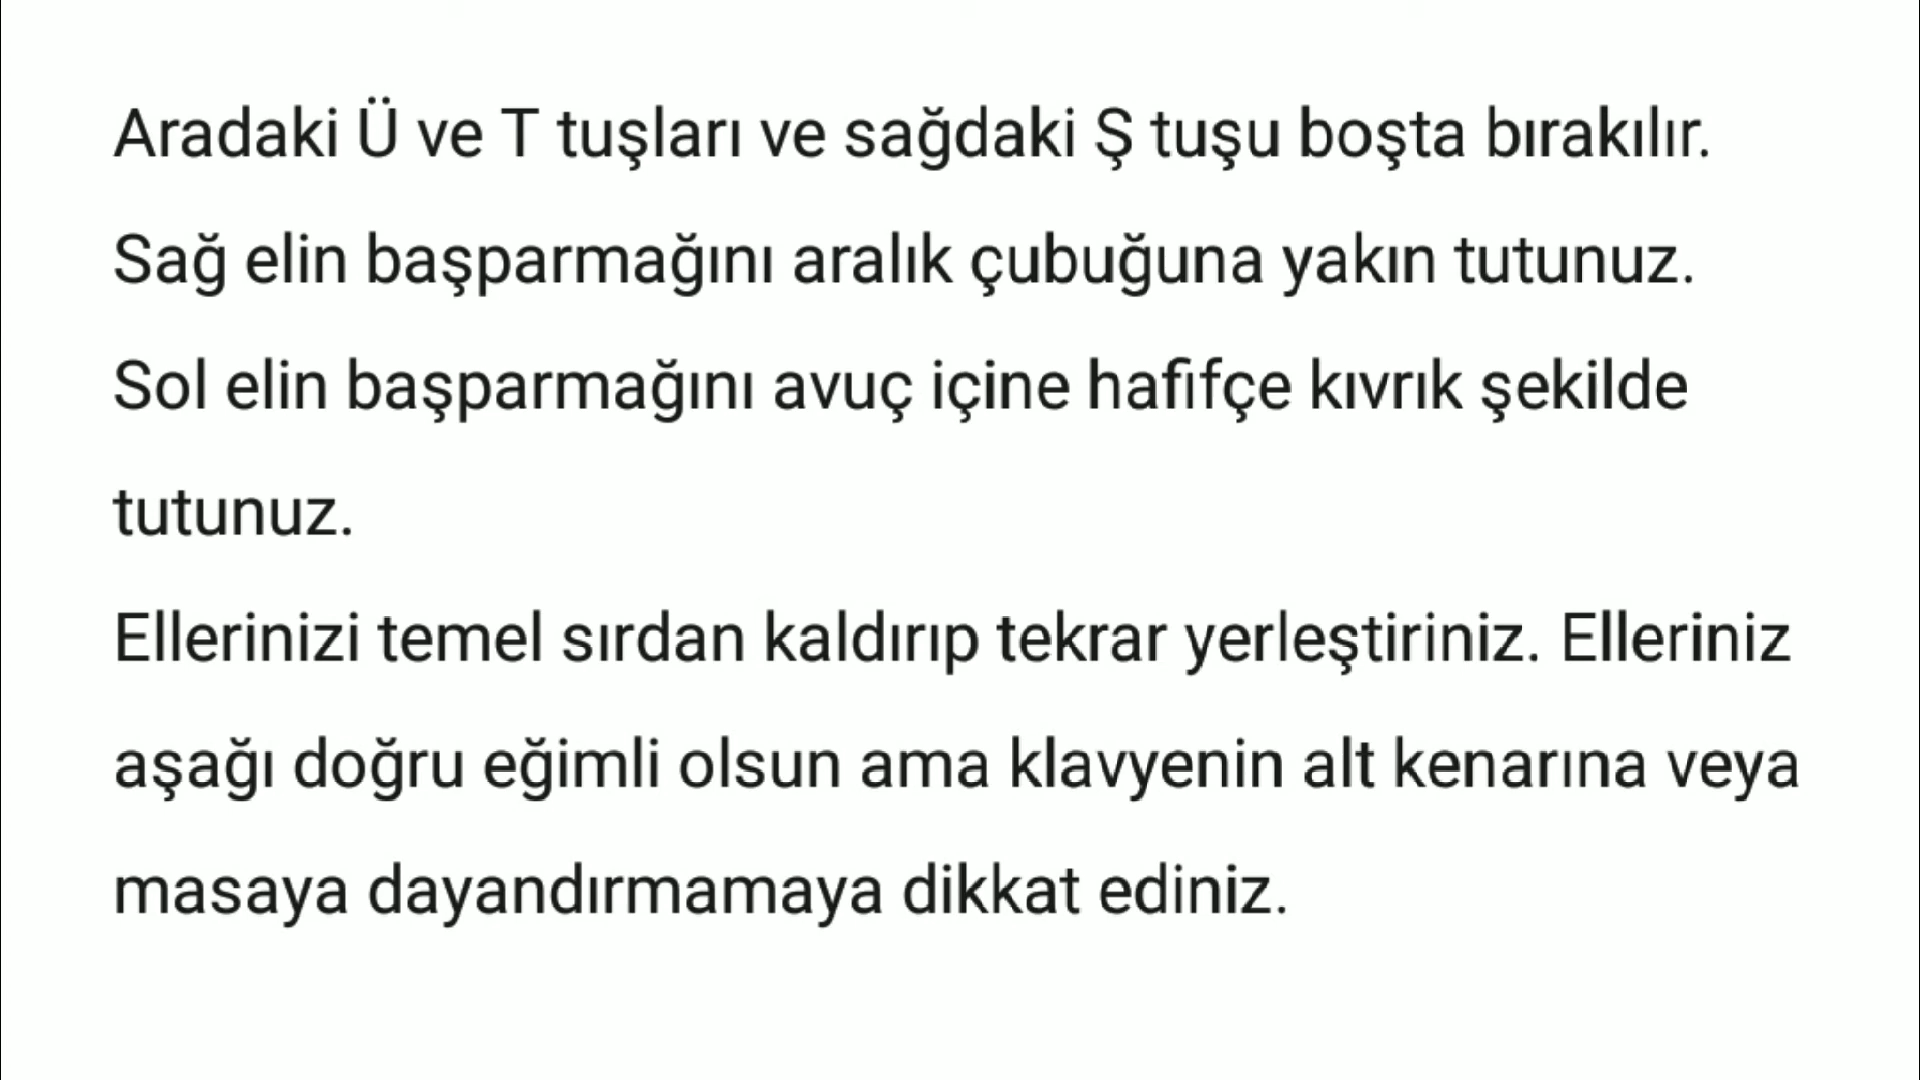 Aradaki Ü ve T tuşları ve sağdaki Ş tuşu boşta bırakılır.
Sağ elin başparmağını aralık çubuğuna yakın tutunuz.
Sol elin başparmağını avuç içine hafifçe kıvrık şekilde
tutunuz.
Ellerinizi temel sırdan kaldırıp tekrar yerleştiriniz. Elleriniz
aşağı doğru eğimli olsun ama klavyenin alt kenarına veya
masaya dayandırmamaya dikkat ediniz.